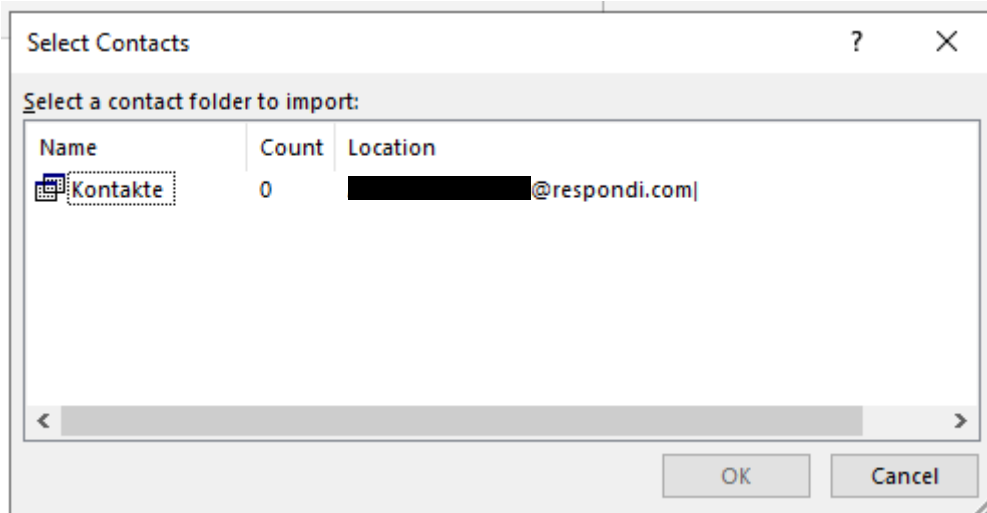 Select Contacts ?
Select a contact folder to import:
Name Count Location
Kontakte 0 @respondi.com|
OK Cancel